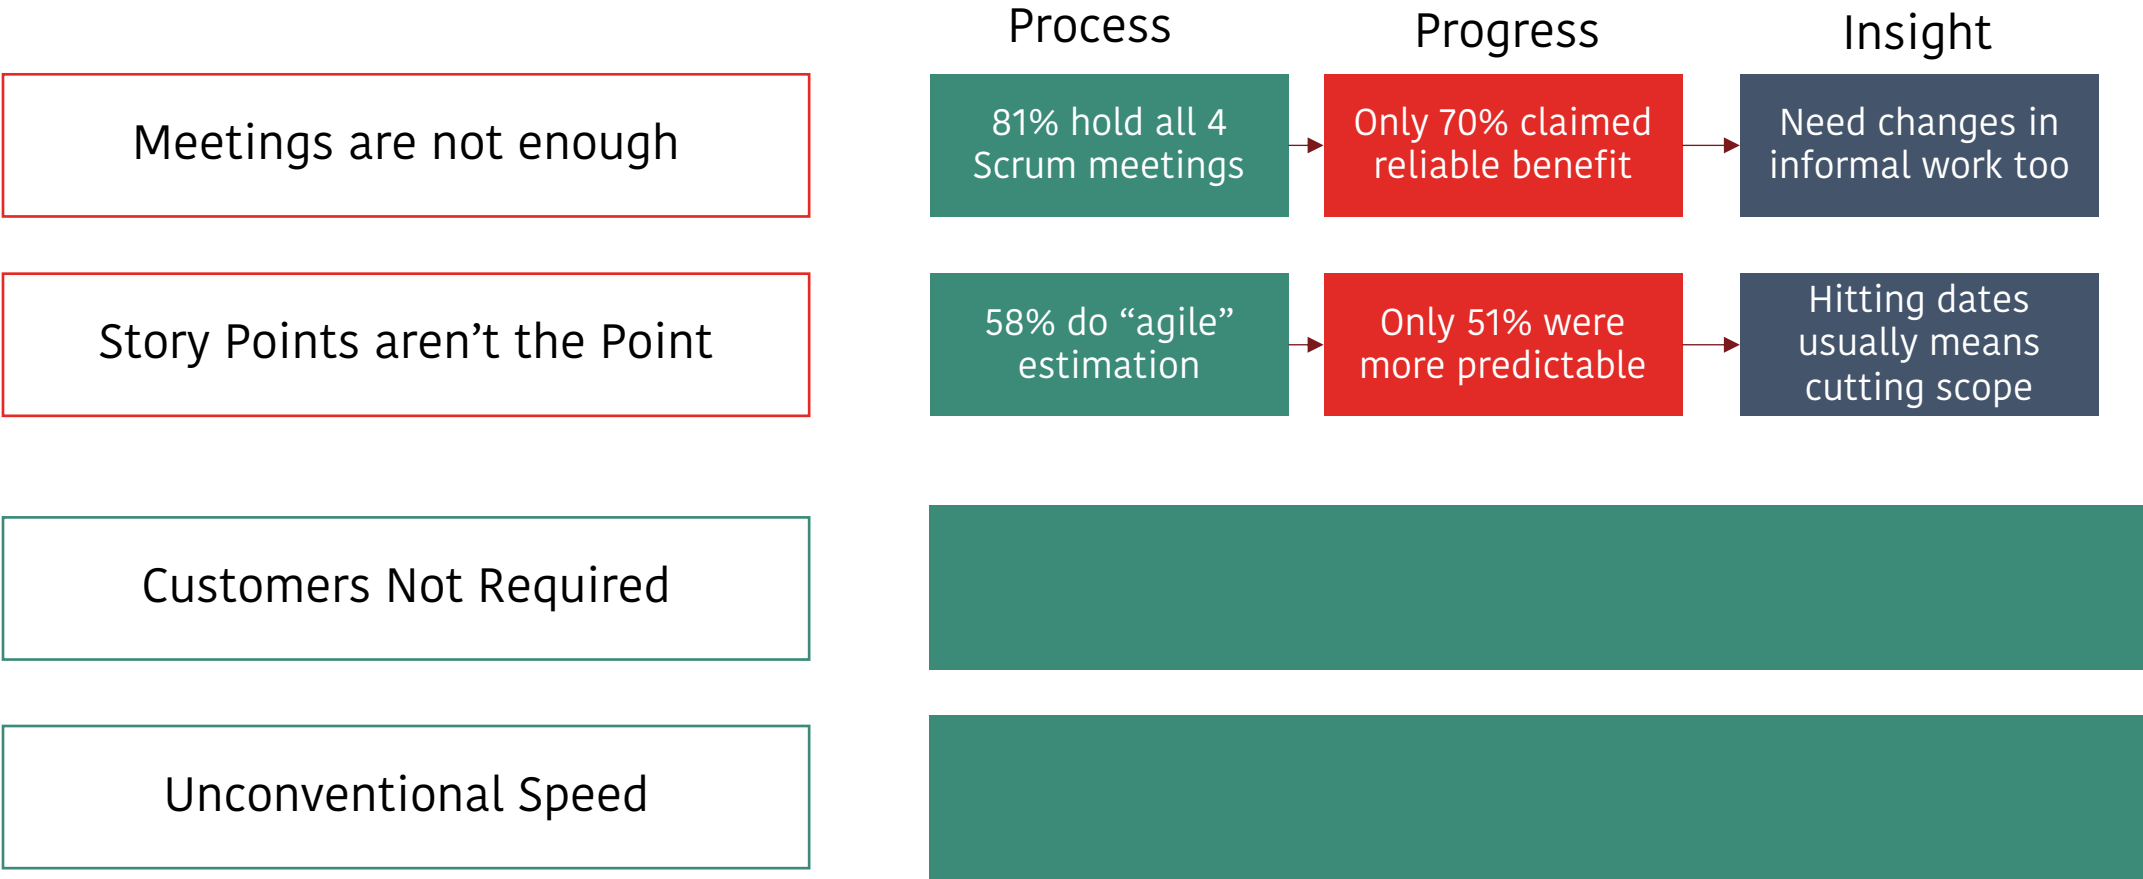 Process
Progress
Insight
Meetings are not enough
81% hold all 4
Scrum meetings
Only 70% claimed
reliable benefit
Need changes in
informal work too
Story Points aren’t the Point
58% do “agile”
estimation
Only 51% were
more predictable
Hitting dates
usually means
cutting scope
Customers Not Required
Unconventional Speed